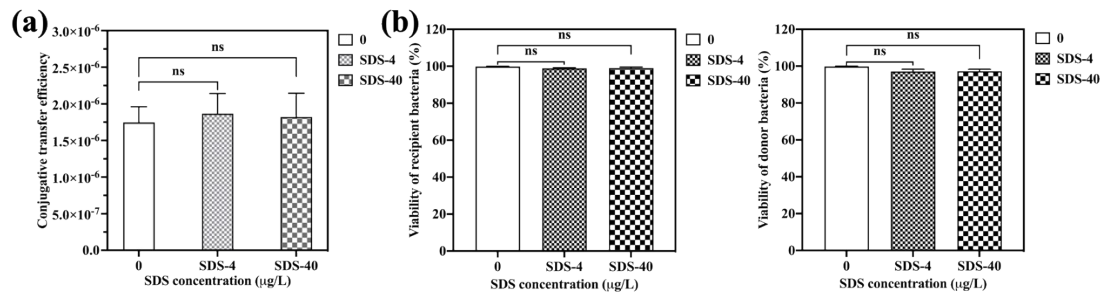 (a)
Conjugative transfer efficiency
3.0×10⁻⁶
2.5×10⁻⁶
2.0×10⁻⁶
1.5×10⁻⁶
1.0×10⁻⁶
5.0×10⁻⁷
0.0
ns
ns
0
SDS-4
SDS-40
SDS concentration (μg/L)
0
SDS-4
SDS-40
(b)
Viability of recipient bacteria (%)
120
100
80
60
40
20
0
ns
ns
0
SDS-4
SDS-40
SDS concentration (μg/L)
0
SDS-4
SDS-40
Viability of donor bacteria (%)
120
100
80
60
40
20
0
ns
ns
0
SDS-4
SDS-40
SDS concentration (μg/L)
0
SDS-4
SDS-40